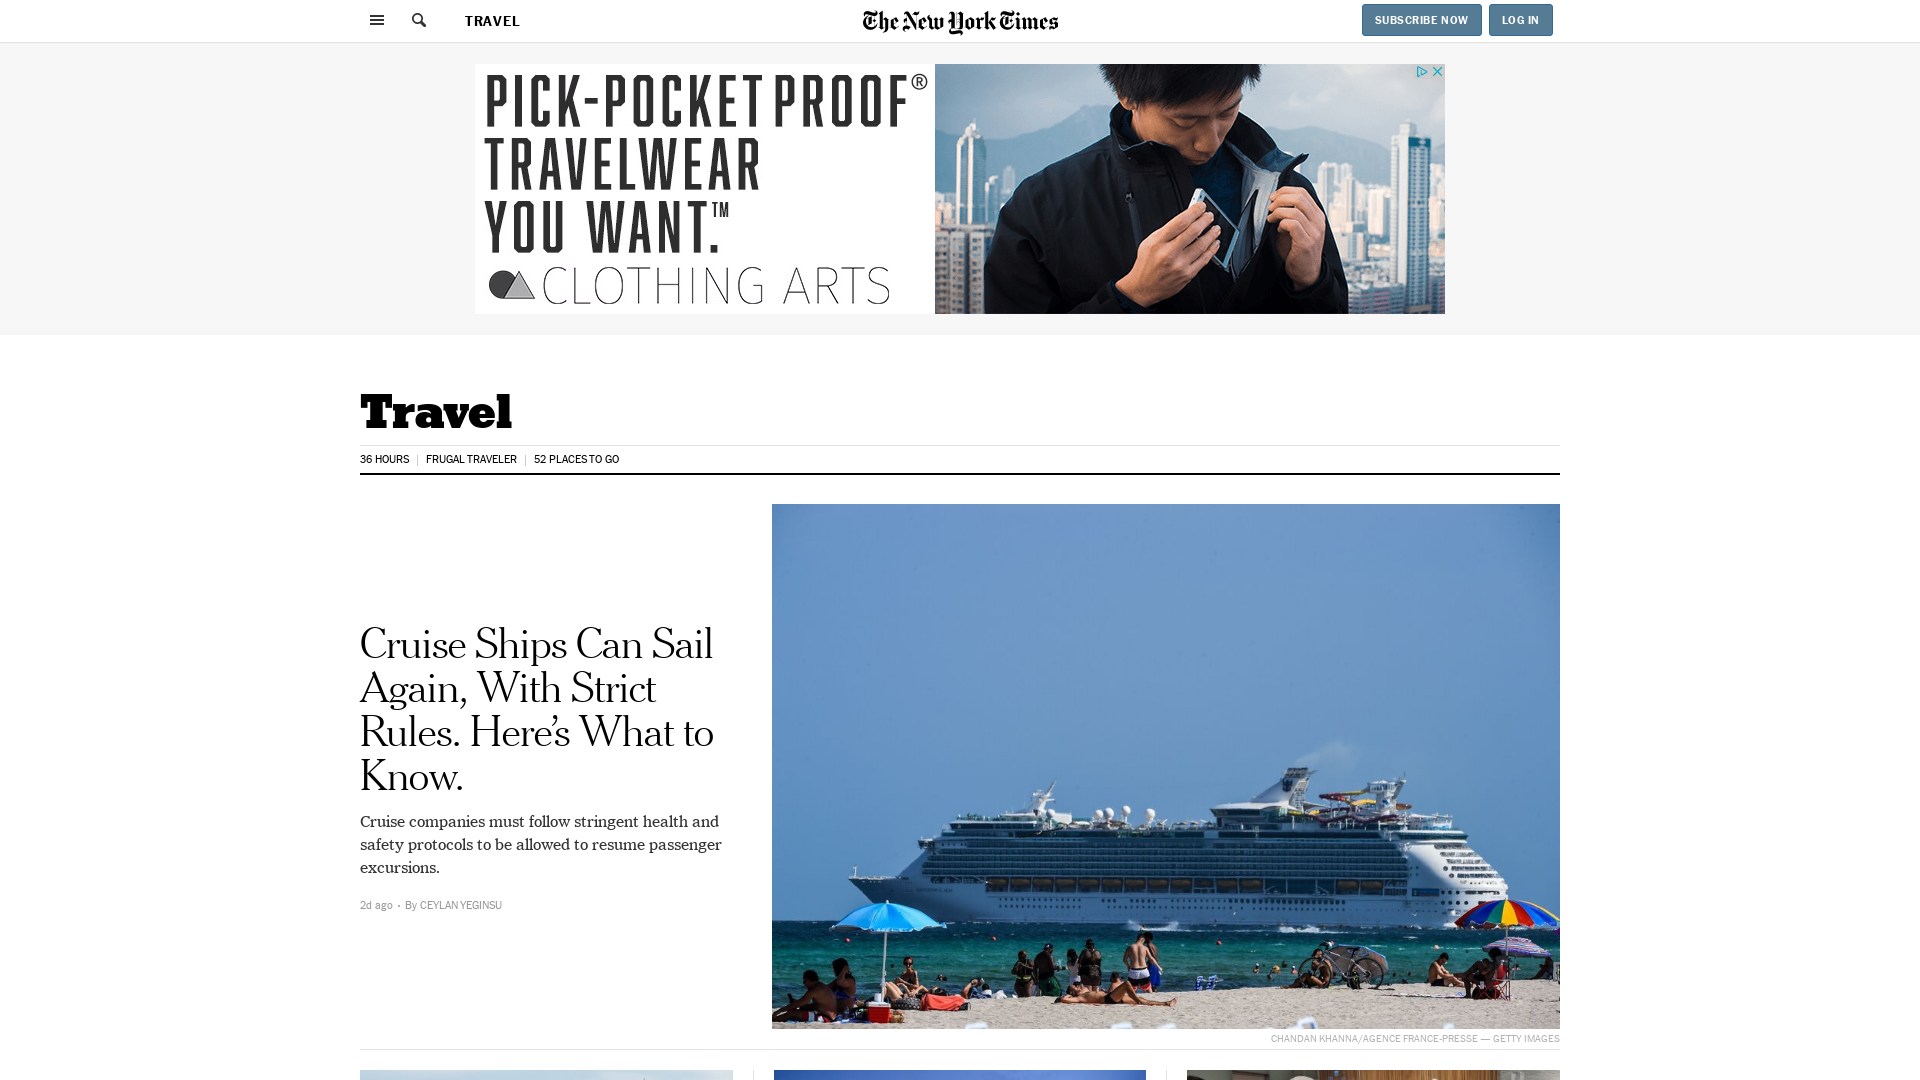 TRAVEL
The New York Times
SUBSCRIBE NOW
LOG IN
PICK-POCKET PROOF®
TRAVELWEAR
YOU WANT.™
CLOTHING ARTS
Travel
36 HOURS
FRUGAL TRAVELER
52 PLACES TO GO
Cruise Ships Can Sail
Again, With Strict
Rules. Here’s What to
Know.
Cruise companies must follow stringent health and
safety protocols to be allowed to resume passenger
excursions.
2d ago • By CEYLAN YEGINSU
CHANDAN KHANNA/AGENCE FRANCE-PRESSE — GETTY IMAGES